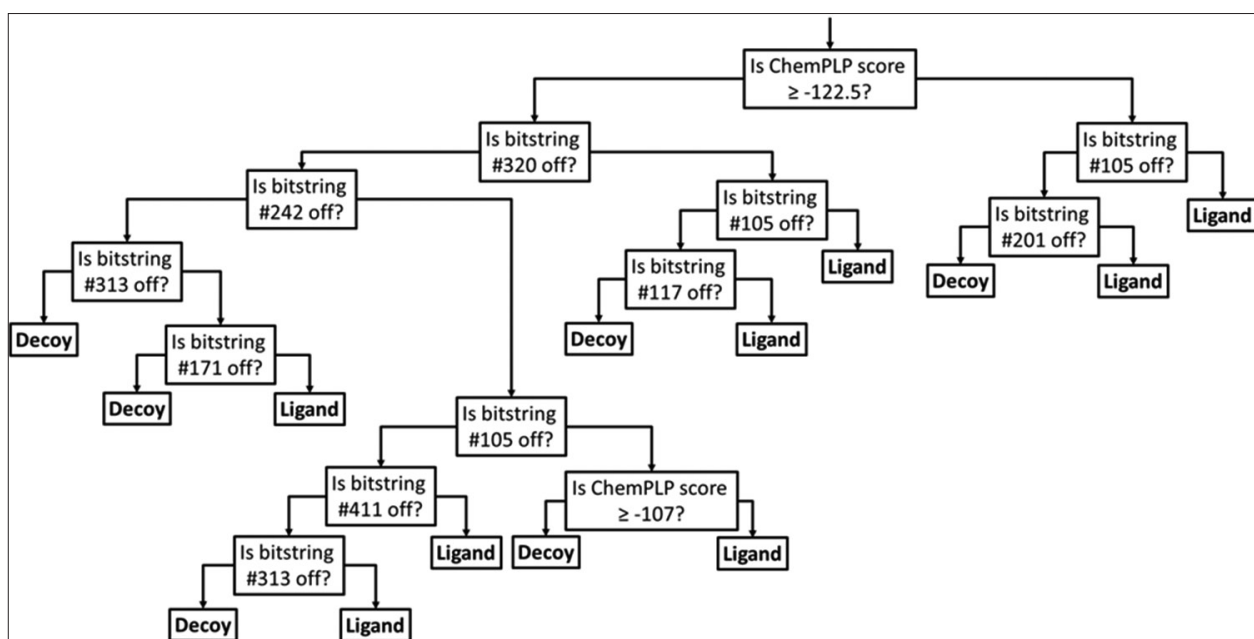 Is ChemPLP score
≥ -122.5?
Is bitstring
#320 off?
Is bitstring
#105 off?
Is bitstring
#242 off?
Is bitstring
#105 off?
Is bitstring
#201 off?
Ligand
Is bitstring
#313 off?
Is bitstring
#117 off?
Ligand
Decoy
Ligand
Decoy
Is bitstring
#171 off?
Decoy
Ligand
Decoy
Ligand
Is bitstring
#105 off?
Is bitstring
#411 off?
Is ChemPLP score
≥ -107?
Is bitstring
#313 off?
Ligand
Decoy
Ligand
Decoy
Ligand